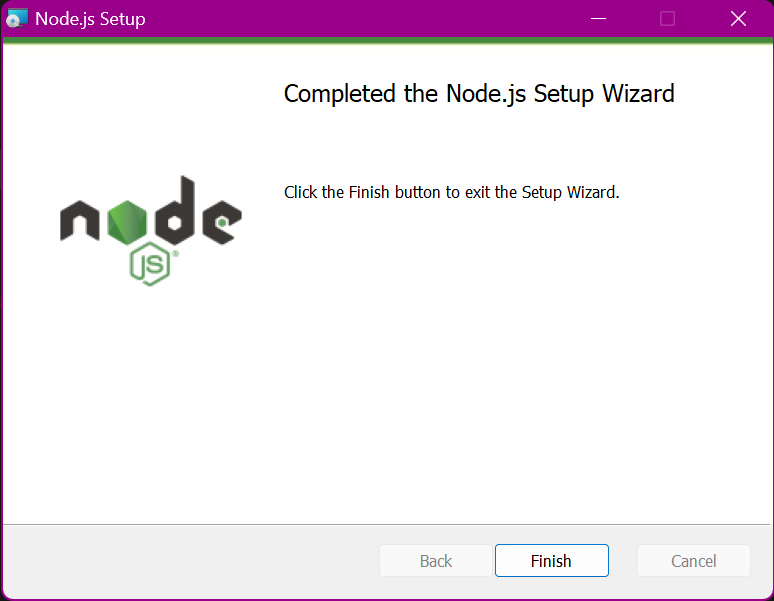 Node.js Setup
Completed the Node.js Setup Wizard
Click the Finish button to exit the Setup Wizard.
node
JS®
Back
Finish
Cancel